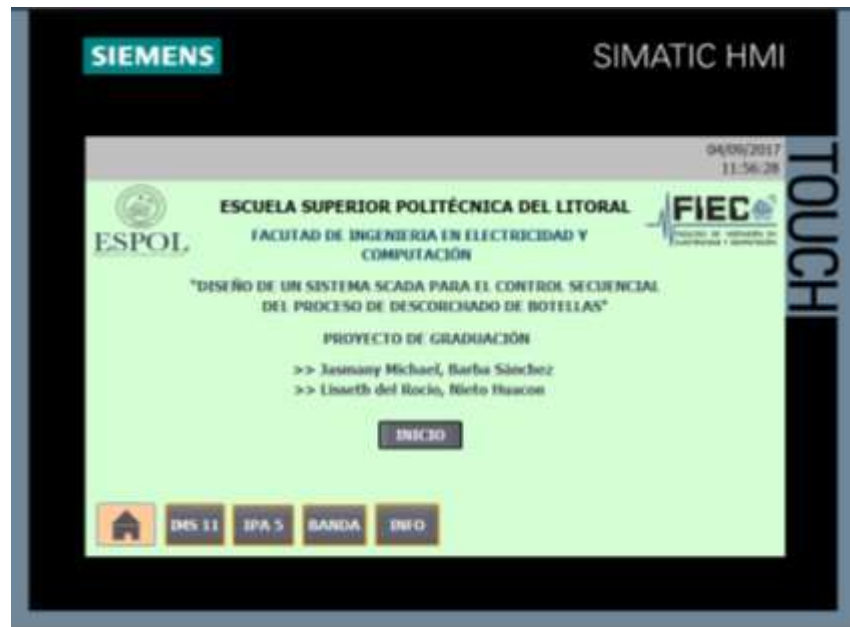 SIEMENS
SIMATIC HMI
TOUCH
04/09/2017
11:56:28
ESPOL
ESCUELA SUPERIOR POLITÉCNICA DEL LITORAL
FIEC
FACUTAD DE INGENIERIA EN ELECTRICIDAD Y
COMPUTACIÓN
"DISEÑO DE UN SISTEMA SCADA PARA EL CONTROL SECUENCIAL
DEL PROCESO DE DESCORCHADO DE BOTELLAS"
PROYECTO DE GRADUACIÓN
>> Jasmany Michael, Barba Sánchez
>> Lisseth del Rocio, Nieto Huacon
INICIO
IMS 11
IPA 5
BANDA
INFO